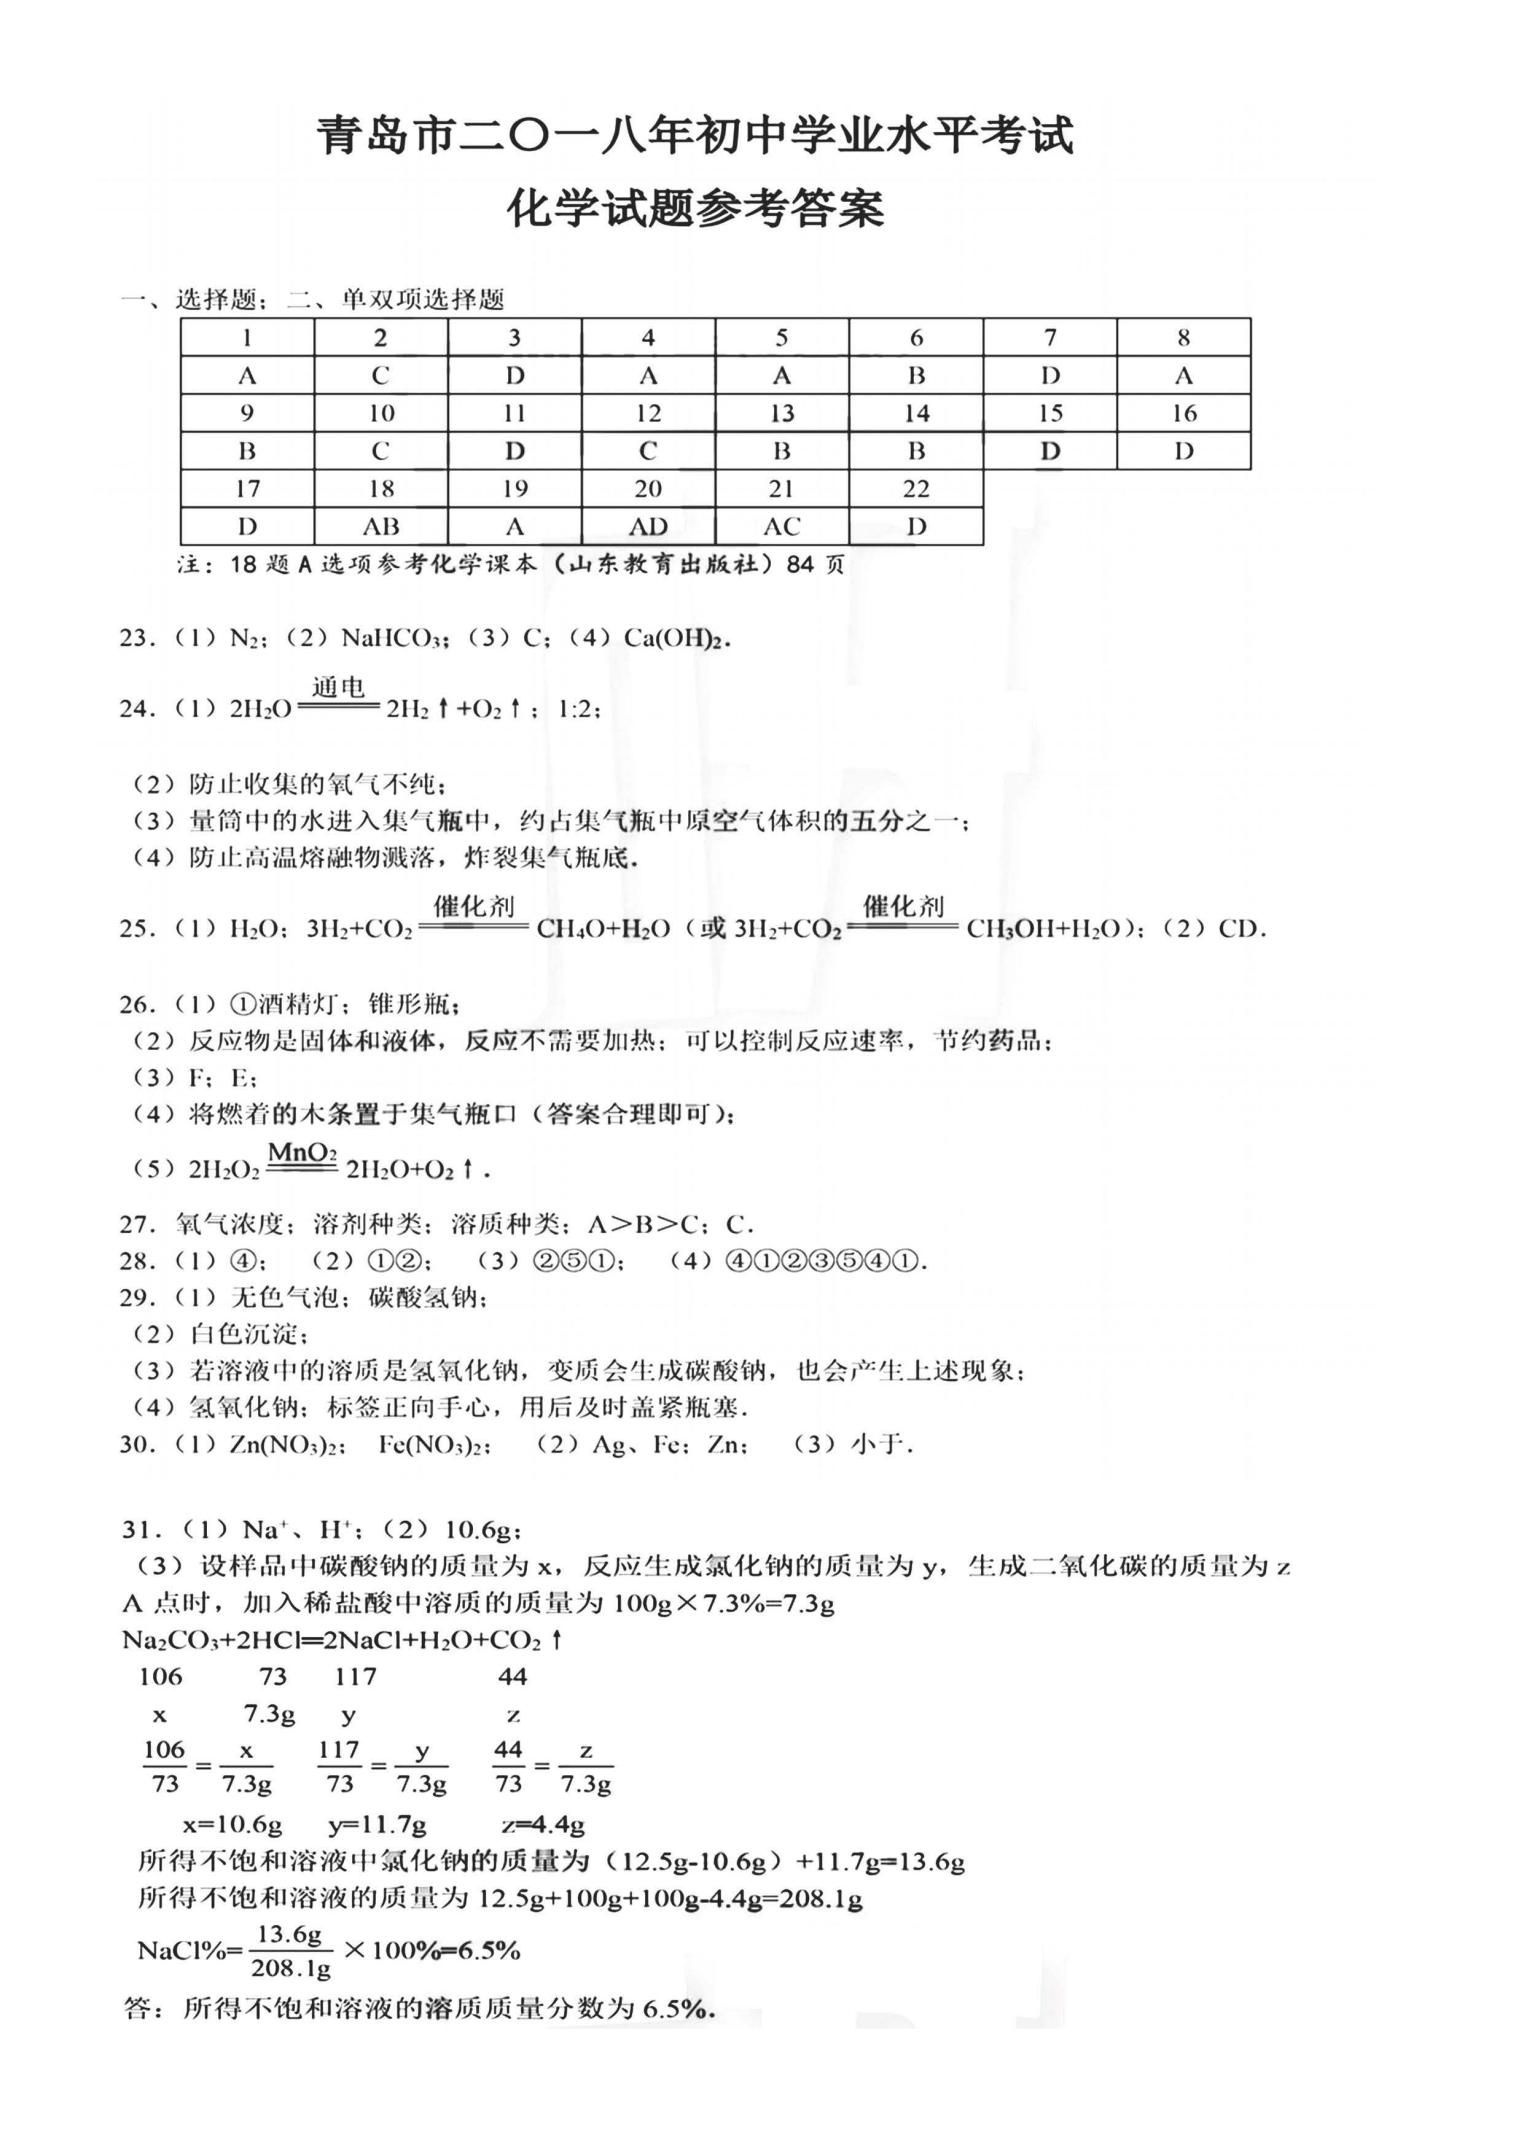 青岛市二〇一八年初中学业水平考试
化学试题参考答案
一、选择题；二、单双项选择题
1 2 3 4 5 6 7 8
A C D A A B D A
9 10 11 12 13 14 15 16
B C D C B B D D
17 18 19 20 21 22
D AB A AD AC D
注：18 题 A 选项参考化学课本（山东教育出版社）84 页
23.（1）N₂；（2）NaHCO₃；（3）C；（4）Ca(OH)₂.
24.（1）2H₂O 通电═ 2H₂↑+O₂↑；1:2；
（2）防止收集的氧气不纯；
（3）量筒中的水进入集气瓶中，约占集气瓶中原空气体积的五分之一；
（4）防止高温熔融物溅落，炸裂集气瓶底.
25.（1）H₂O；3H₂+CO₂ 催化剂═ CH₄O+H₂O（或 3H₂+CO₂ 催化剂═ CH₃OH+H₂O）；（2）CD.
26.（1）①酒精灯；锥形瓶；
（2）反应物是固体和液体，反应不需要加热；可以控制反应速率，节约药品；
（3）F；E；
（4）将燃着的木条置于集气瓶口（答案合理即可）；
（5）2H₂O₂ MnO₂═ 2H₂O+O₂↑.
27. 氧气浓度；溶剂种类；溶质种类；A＞B＞C；C.
28.（1）④； （2）①②； （3）②⑤①； （4）④①②③⑤④①.
29.（1）无色气泡；碳酸氢钠；
（2）白色沉淀；
（3）若溶液中的溶质是氢氧化钠，变质会生成碳酸钠，也会产生上述现象；
（4）氢氧化钠；标签正向手心，用后及时盖紧瓶塞.
30.（1）Zn(NO₃)₂； Fe(NO₃)₂； （2）Ag、Fe；Zn； （3）小于.
31.（1）Na⁺、H⁺；（2）10.6g；
（3）设样品中碳酸钠的质量为 x，反应生成氯化钠的质量为 y，生成二氧化碳的质量为 z
A 点时，加入稀盐酸中溶质的质量为 100g×7.3%=7.3g
Na₂CO₃+2HCl═2NaCl+H₂O+CO₂↑
106 73 117 44
x 7.3g y z
106/73 = x/7.3g 117/73 = y/7.3g 44/73 = z/7.3g
x=10.6g y=11.7g z=4.4g
所得不饱和溶液中氯化钠的质量为（12.5g-10.6g）+11.7g=13.6g
所得不饱和溶液的质量为 12.5g+100g+100g-4.4g=208.1g
NaCl%= 13.6g/208.1g ×100%=6.5%
答：所得不饱和溶液的溶质质量分数为 6.5%.